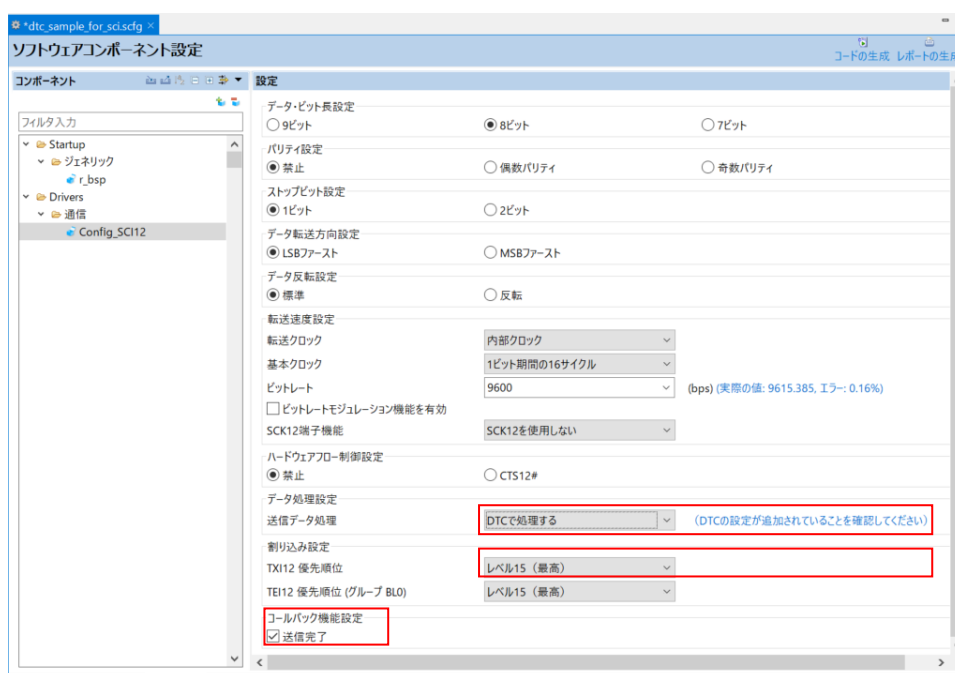 *dtc_sample_for_sci.scfg
ソフトウェアコンポーネント設定
コードの生成 レポートの生成
コンポーネント
設定
フィルタ入力
Startup
ジェネリック
r_bsp
Drivers
通信
Config_SCI12
データ・ビット長設定
9ビット 8ビット 7ビット
パリティ設定
禁止 偶数パリティ 奇数パリティ
ストップビット設定
1ビット 2ビット
データ転送方向設定
LSBファースト MSBファースト
データ反転設定
標準 反転
転送速度設定
転送クロック 内部クロック
基本クロック 1ビット期間の16サイクル
ビットレート 9600 (bps) (実際の値: 9615.385, エラー: 0.16%)
ビットレートモジュレーション機能を有効
SCK12端子機能 SCK12を使用しない
ハードウェアフロー制御設定
禁止 CTS12#
データ処理設定
送信データ処理 DTCで処理する (DTCの設定が追加されていることを確認してください)
割り込み設定
TXI12 優先順位 レベル15 (最高)
TEI12 優先順位 (グループ BL0) レベル15 (最高)
コールバック機能設定
送信完了